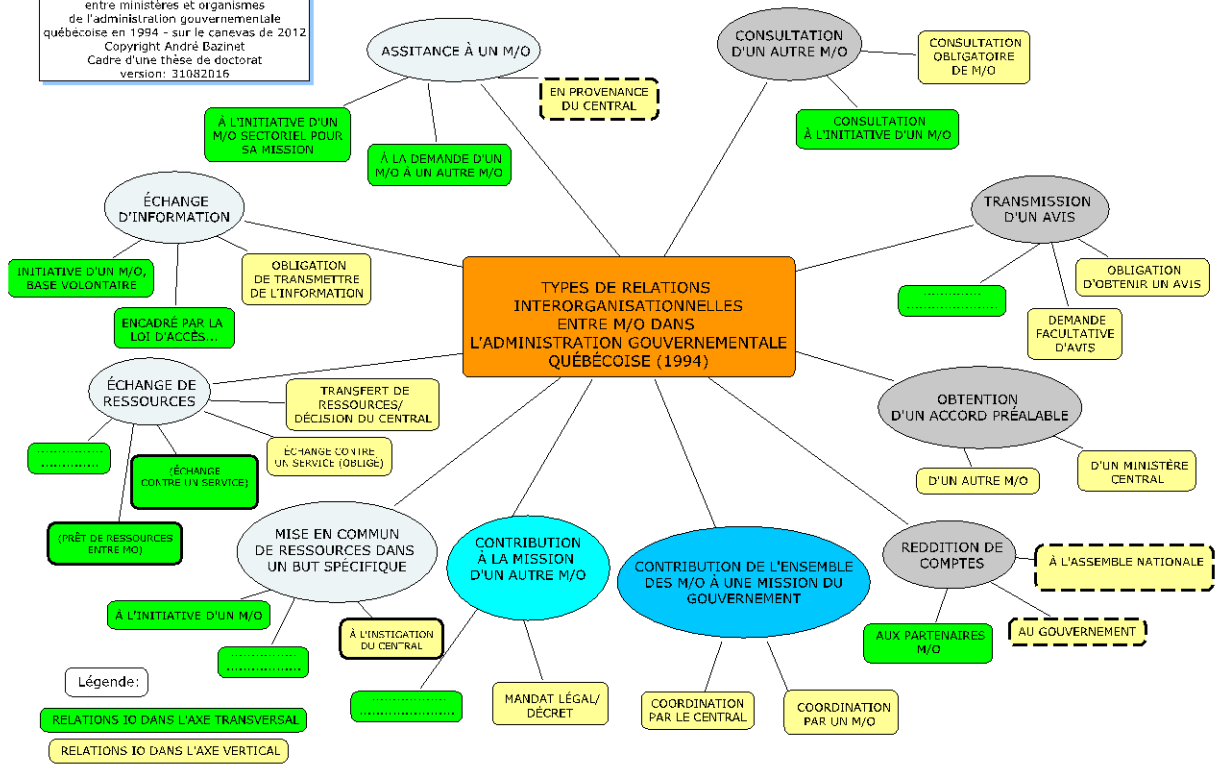 entre ministères et organismes
de l'administration gouvernementale
québécoise en 1994 - sur le canevas de 2012
Copyright André Bazinet
Cadre d'une thèse de doctorat
version: 31082016
ASSITANCE À UN M/O
EN PROVENANCE
DU CENTRAL
À L'INITIATIVE D'UN
M/O SECTORIEL POUR
SA MISSION
À LA DEMANDE D'UN
M/O À UN AUTRE M/O
CONSULTATION
D'UN AUTRE M/O
CONSULTATION
OBLIGATOIRE
DE M/O
CONSULTATION
À L'INITIATIVE D'UN M/O
ÉCHANGE
D'INFORMATION
INITIATIVE D'UN M/O,
BASE VOLONTAIRE
ENCADRÉ PAR LA
LOI D'ACCÈS...
OBLIGATION
DE TRANSMETTRE
DE L'INFORMATION
TRANSMISSION
D'UN AVIS
OBLIGATION
D'OBTENIR UN AVIS
DEMANDE
FACULTATIVE
D'AVIS
TYPES DE RELATIONS
INTERORGANISATIONNELLES
ENTRE M/O DANS
L'ADMINISTRATION GOUVERNEMENTALE
QUÉBÉCOISE (1994)
ÉCHANGE DE
RESSOURCES
TRANSFERT DE
RESSOURCES/
DÉCISION DU CENTRAL
ÉCHANGE CONTRE
UN SERVICE (OBLIGÉ)
(ÉCHANGE
CONTRE UN SERVICE)
(PRÊT DE RESSOURCES
ENTRE MO)
OBTENTION
D'UN ACCORD PRÉALABLE
D'UN AUTRE M/O
D'UN MINISTÈRE
CENTRAL
MISE EN COMMUN
DE RESSOURCES DANS
UN BUT SPÉCIFIQUE
À L'INITIATIVE D'UN M/O
À L'INSTIGATION
DU CENTRAL
CONTRIBUTION
À LA MISSION
D'UN AUTRE M/O
MANDAT LÉGAL/
DÉCRET
CONTRIBUTION DE L'ENSEMBLE
DES M/O À UNE MISSION DU
GOUVERNEMENT
COORDINATION
PAR LE CENTRAL
COORDINATION
PAR UN M/O
REDDITION DE
COMPTES
À L'ASSEMBLE NATIONALE
AU GOUVERNEMENT
AUX PARTENAIRES
M/O
Légende:
RELATIONS IO DANS L'AXE TRANSVERSAL
RELATIONS IO DANS L'AXE VERTICAL